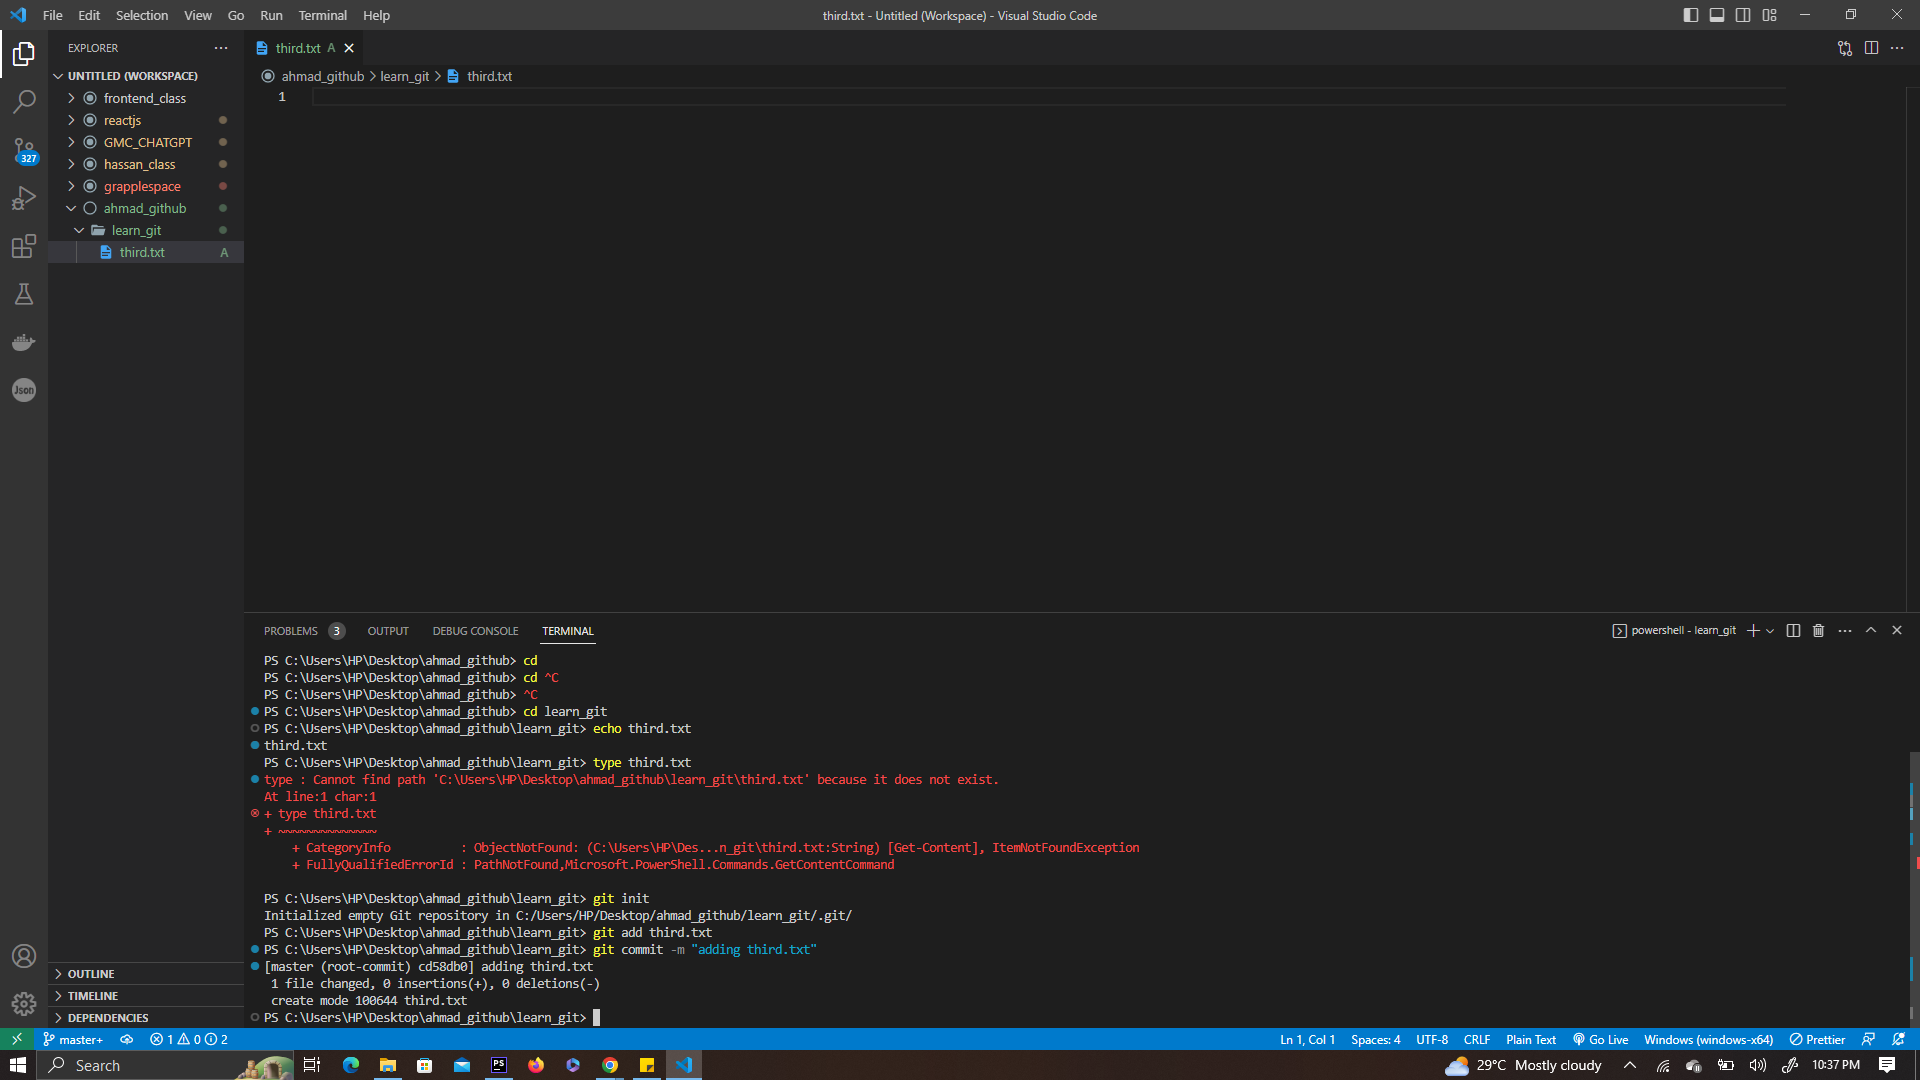 File Edit Selection View Go Run Terminal Help
third.txt - Untitled (Workspace) - Visual Studio Code
EXPLORER
UNTITLED (WORKSPACE)
frontend_class
reactjs
GMC_CHATGPT
hassan_class
grapplespace
ahmad_github
learn_git
third.txt A
327
Json
OUTLINE
TIMELINE
DEPENDENCIES
third.txt A
ahmad_github > learn_git > third.txt
1
PROBLEMS 3 OUTPUT DEBUG CONSOLE TERMINAL
powershell - learn_git
PS C:\Users\HP\Desktop\ahmad_github> cd
PS C:\Users\HP\Desktop\ahmad_github> cd ^C
PS C:\Users\HP\Desktop\ahmad_github> ^C
PS C:\Users\HP\Desktop\ahmad_github> cd learn_git
PS C:\Users\HP\Desktop\ahmad_github\learn_git> echo third.txt
third.txt
PS C:\Users\HP\Desktop\ahmad_github\learn_git> type third.txt
type : Cannot find path 'C:\Users\HP\Desktop\ahmad_github\learn_git\third.txt' because it does not exist.
At line:1 char:1
+ type third.txt
+ ~~~~~~~~~~~~~~
    + CategoryInfo          : ObjectNotFound: (C:\Users\HP\Des...n_git\third.txt:String) [Get-Content], ItemNotFoundException
    + FullyQualifiedErrorId : PathNotFound,Microsoft.PowerShell.Commands.GetContentCommand
PS C:\Users\HP\Desktop\ahmad_github\learn_git> git init
Initialized empty Git repository in C:/Users/HP/Desktop/ahmad_github/learn_git/.git/
PS C:\Users\HP\Desktop\ahmad_github\learn_git> git add third.txt
PS C:\Users\HP\Desktop\ahmad_github\learn_git> git commit -m "adding third.txt"
[master (root-commit) cd58db0] adding third.txt
 1 file changed, 0 insertions(+), 0 deletions(-)
 create mode 100644 third.txt
PS C:\Users\HP\Desktop\ahmad_github\learn_git>
master+ 1 0 2
Ln 1, Col 1 Spaces: 4 UTF-8 CRLF Plain Text Go Live Windows (windows-x64) Prettier
Search
PS
29°C Mostly cloudy
10:37 PM